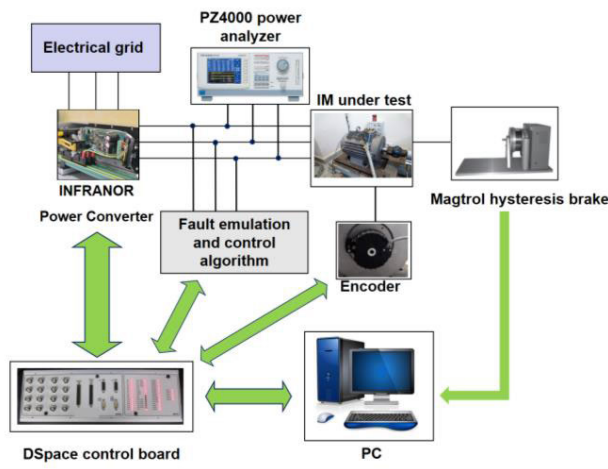 PZ4000 power
analyzer
Electrical grid
IM under test
INFRANOR
Power Converter
Magtrol hysteresis brake
Fault emulation
and control
algorithm
Encoder
DSpace control board
PC